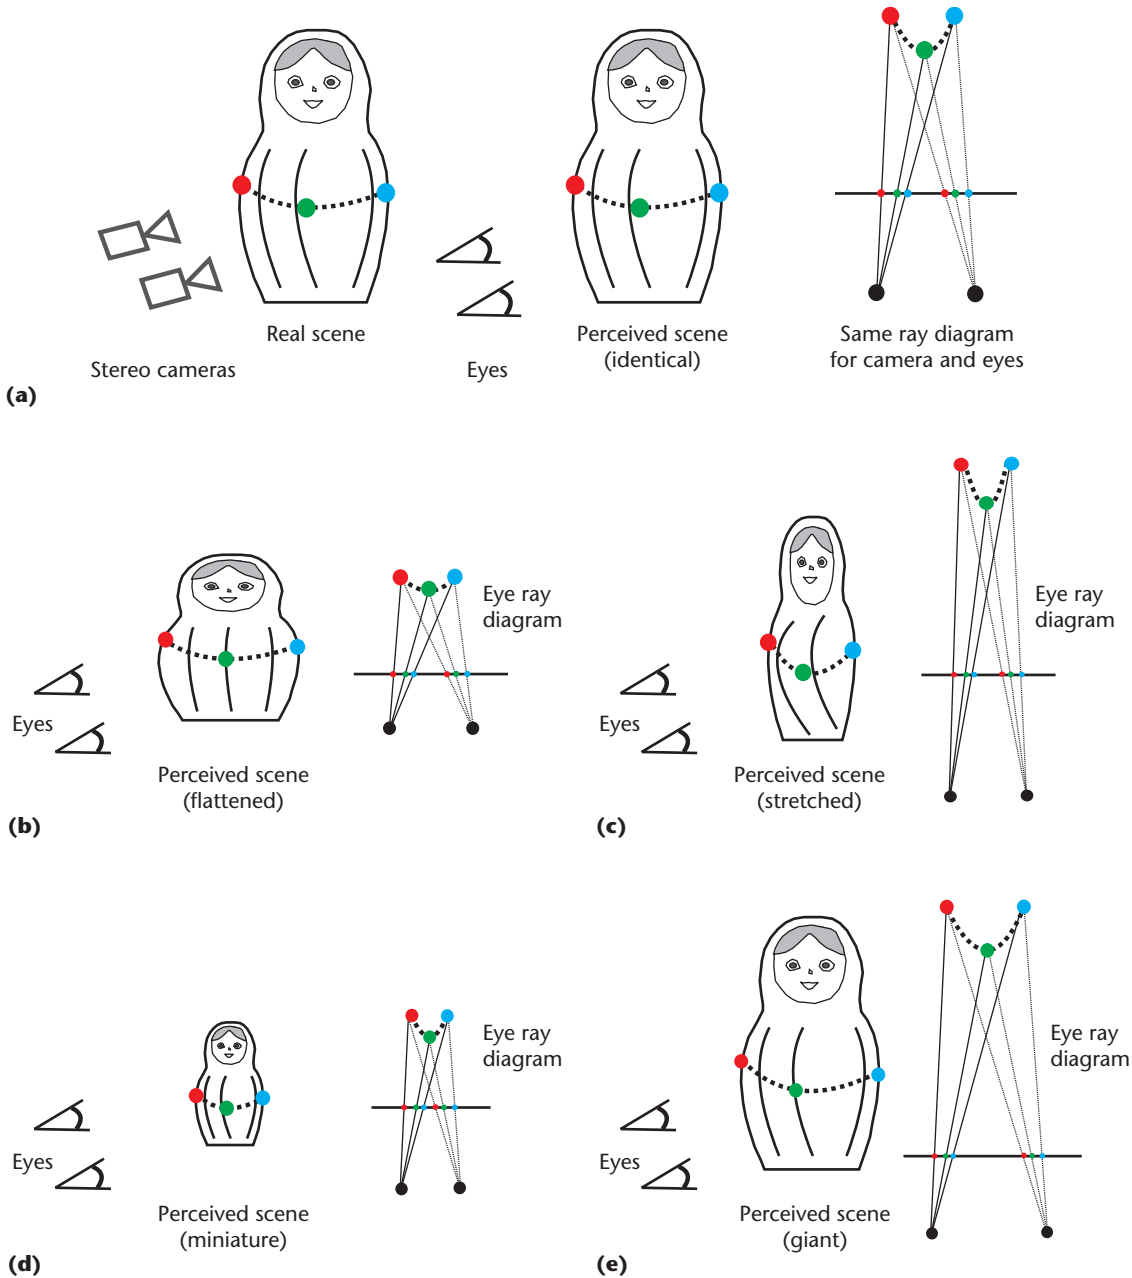 Real scene
Perceived scene
(identical)
Same ray diagram
for camera and eyes
Stereo cameras
Eyes
(a)
Eye ray
diagram
Eyes
Perceived scene
(flattened)
(b)
Eye ray
diagram
Eyes
Perceived scene
(stretched)
(c)
Eye ray
diagram
Eyes
Perceived scene
(miniature)
(d)
Eye ray
diagram
Eyes
Perceived scene
(giant)
(e)